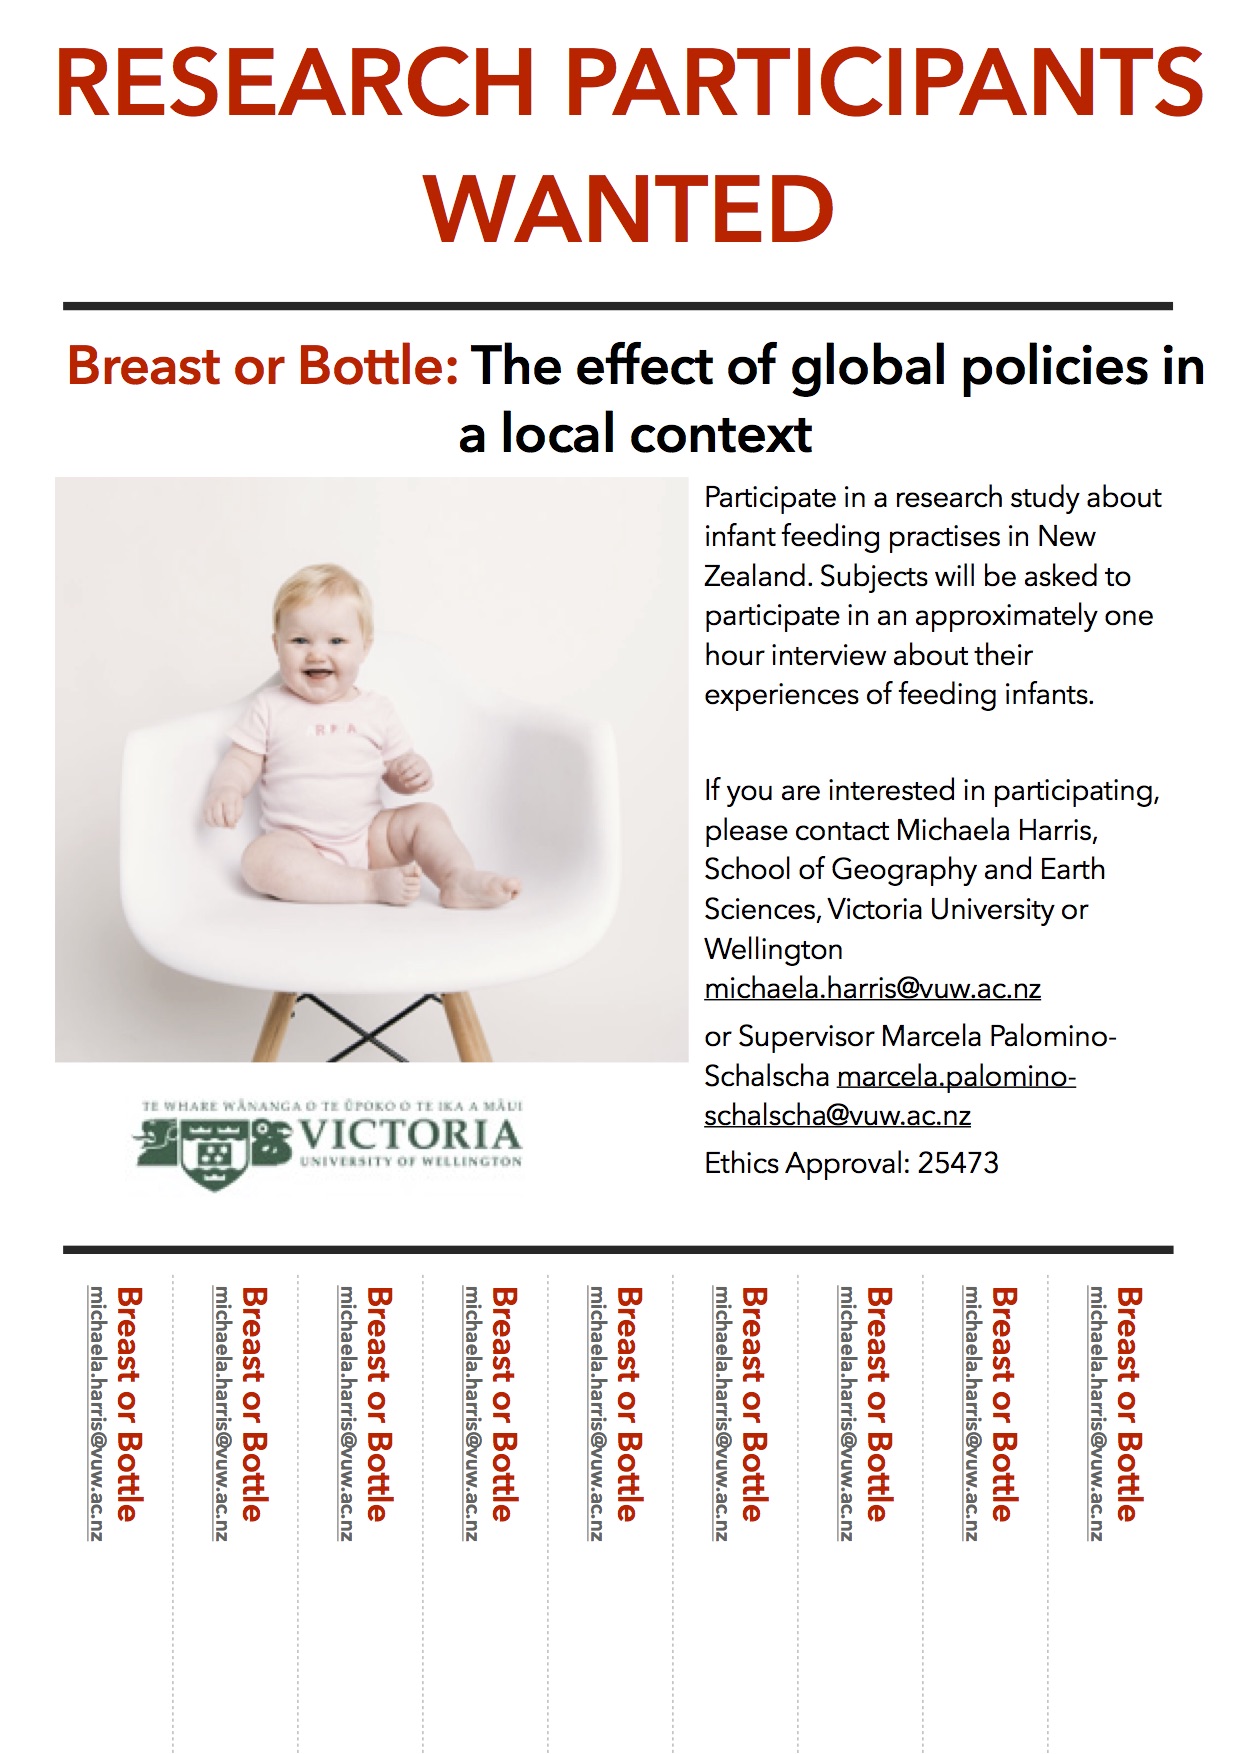 RESEARCH PARTICIPANTS
WANTED
Breast or Bottle: The effect of global policies in
a local context
Participate in a research study about
infant feeding practises in New
Zealand. Subjects will be asked to
participate in an approximately one
hour interview about their
experiences of feeding infants.
If you are interested in participating,
please contact Michaela Harris,
School of Geography and Earth
Sciences, Victoria University or
Wellington
michaela.harris@vuw.ac.nz
or Supervisor Marcela Palomino-
Schalscha marcela.palomino-
schalscha@vuw.ac.nz
Ethics Approval: 25473
TE WHARE WĀNANGA O TE ŪPOKO O TE IKA A MĀUI
VICTORIA
UNIVERSITY OF WELLINGTON
Breast or Bottle
michaela.harris@vuw.ac.nz
Breast or Bottle
michaela.harris@vuw.ac.nz
Breast or Bottle
michaela.harris@vuw.ac.nz
Breast or Bottle
michaela.harris@vuw.ac.nz
Breast or Bottle
michaela.harris@vuw.ac.nz
Breast or Bottle
michaela.harris@vuw.ac.nz
Breast or Bottle
michaela.harris@vuw.ac.nz
Breast or Bottle
michaela.harris@vuw.ac.nz
Breast or Bottle
michaela.harris@vuw.ac.nz